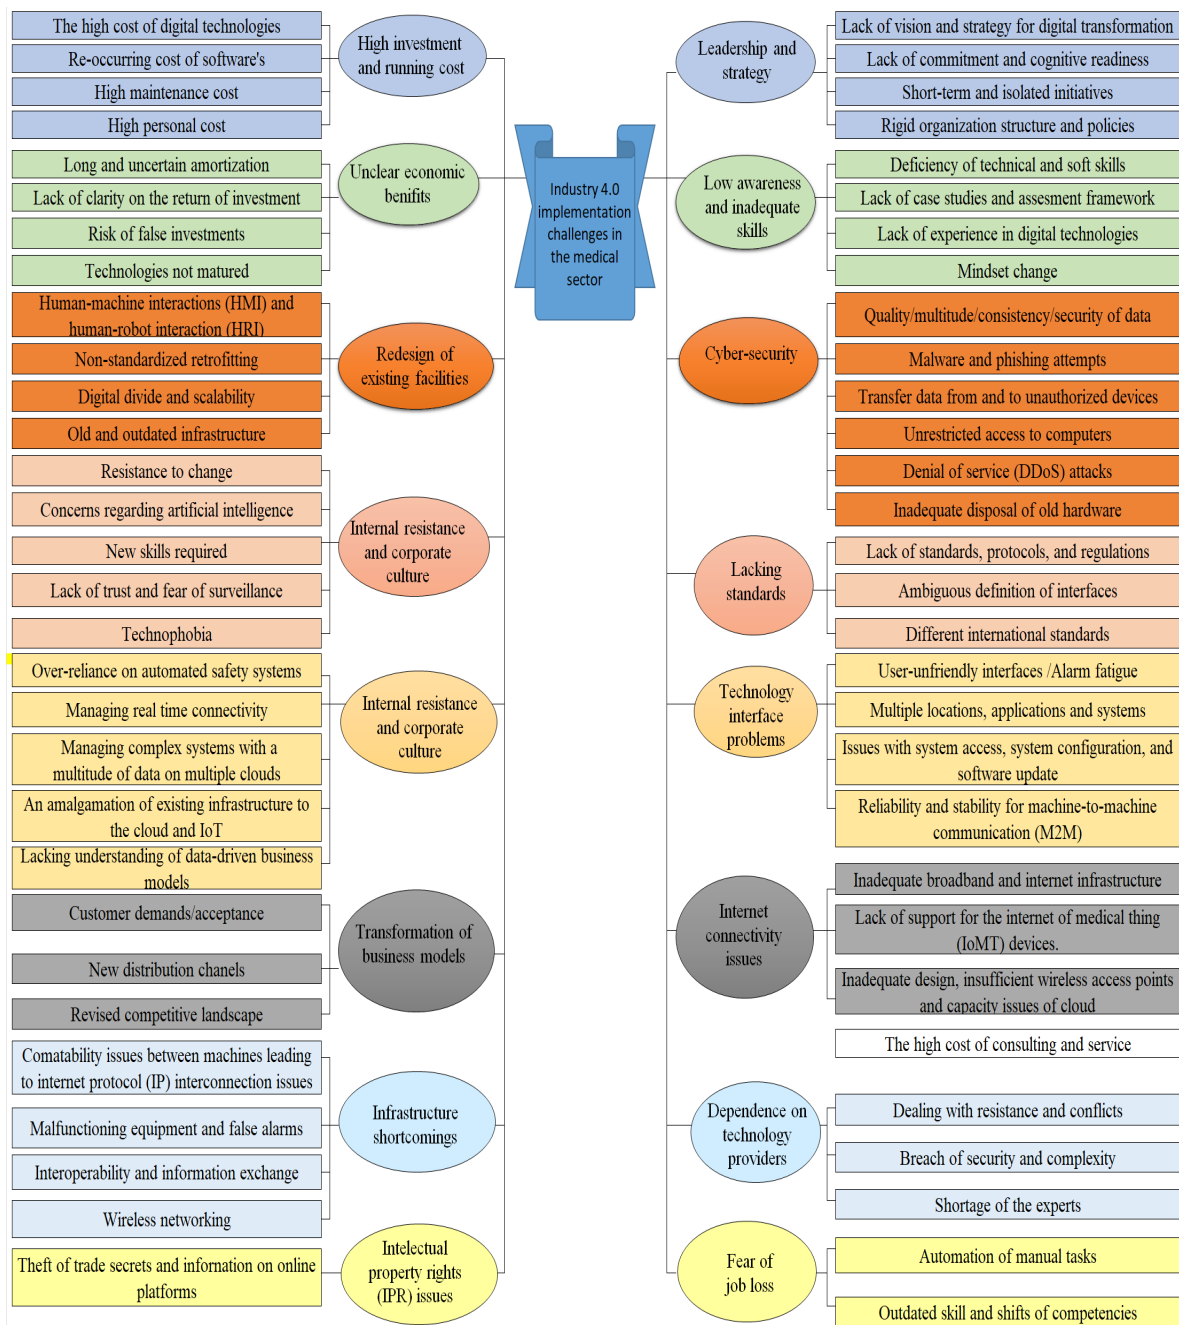 The high cost of digital technologies
Re-occurring cost of software's
High maintenance cost
High personal cost
High investment
and running cost
Long and uncertain amortization
Lack of clarity on the return of investment
Risk of false investments
Technologies not matured
Unclear economic
benifits
Human-machine interactions (HMI) and
human-robot interaction (HRI)
Non-standardized retrofitting
Digital divide and scalability
Old and outdated infrastructure
Redesign of
existing facilities
Resistance to change
Concerns regarding artificial intelligence
New skills required
Lack of trust and fear of surveillance
Technophobia
Internal resistance
and corporate
culture
Over-reliance on automated safety systems
Managing real time connectivity
Managing complex systems with a
multitude of data on multiple clouds
An amalgamation of existing infrastructure to
the cloud and IoT
Lacking understanding of data-driven business
models
Internal resistance
and corporate
culture
Customer demands/acceptance
New distribution chanels
Revised competitive landscape
Transformation of
business models
Comatability issues between machines leading
to internet protocol (IP) interconnection issues
Malfunctioning equipment and false alarms
Interoperability and information exchange
Wireless networking
Infrastructure
shortcomings
Theft of trade secrets and infornation on online
platforms
Intelectual
property rights
(IPR) issues
Industry 4.0
implementation
challenges in
the medical
sector
Leadership and
strategy
Lack of vision and strategy for digital transformation
Lack of commitment and cognitive readiness
Short-term and isolated initiatives
Rigid organization structure and policies
Low awareness
and inadequate
skills
Deficiency of technical and soft skills
Lack of case studies and assesment framework
Lack of experience in digital technologies
Mindset change
Cyber-security
Quality/multitude/consistency/security of data
Malware and phishing attempts
Transfer data from and to unauthorized devices
Unrestricted access to computers
Denial of service (DDoS) attacks
Inadequate disposal of old hardware
Lacking
standards
Lack of standards, protocols, and regulations
Ambiguous definition of interfaces
Different international standards
Technology
interface
problems
User-unfriendly interfaces /Alarm fatigue
Multiple locations, applications and systems
Issues with system access, system configuration, and
software update
Reliability and stability for machine-to-machine
communication (M2M)
Internet
connectivity
issues
Inadequate broadband and internet infrastructure
Lack of support for the internet of medical thing
(IoMT) devices.
Inadequate design, insufficient wireless access points
and capacity issues of cloud
The high cost of consulting and service
Dependence on
technology
providers
Dealing with resistance and conflicts
Breach of security and complexity
Shortage of the experts
Fear of
job loss
Automation of manual tasks
Outdated skill and shifts of competencies